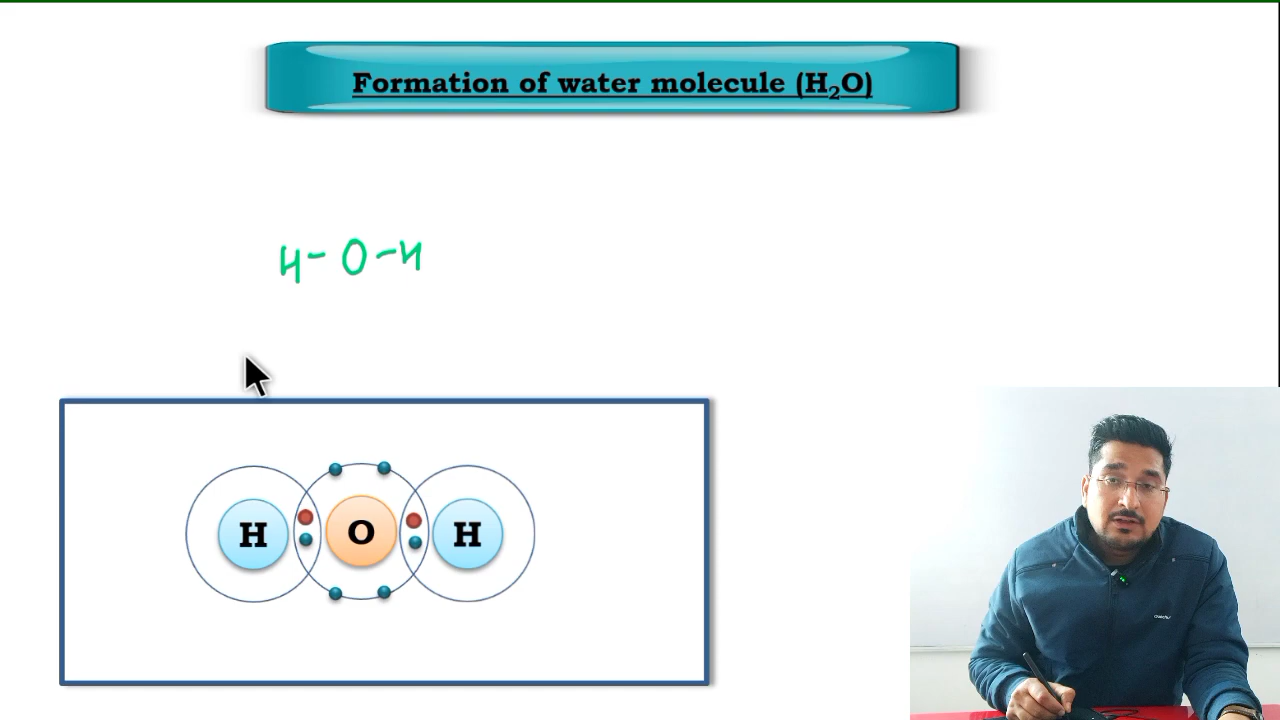 Formation of water molecule (H₂O)
H- O -H
H O H